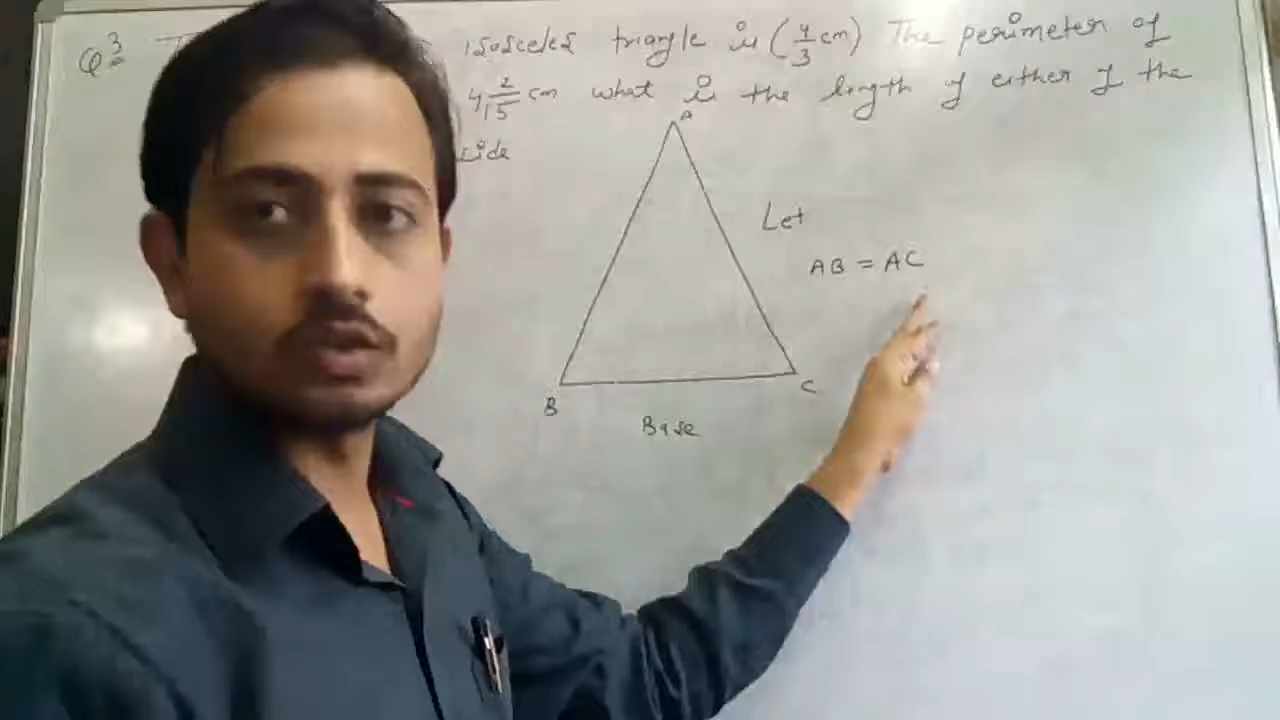 Q 3 isosceles triangle is (4/3 cm) The perimeter of
4 2/15 cm what is the length of either of the
side
A
Let
AB = AC
B C
Base